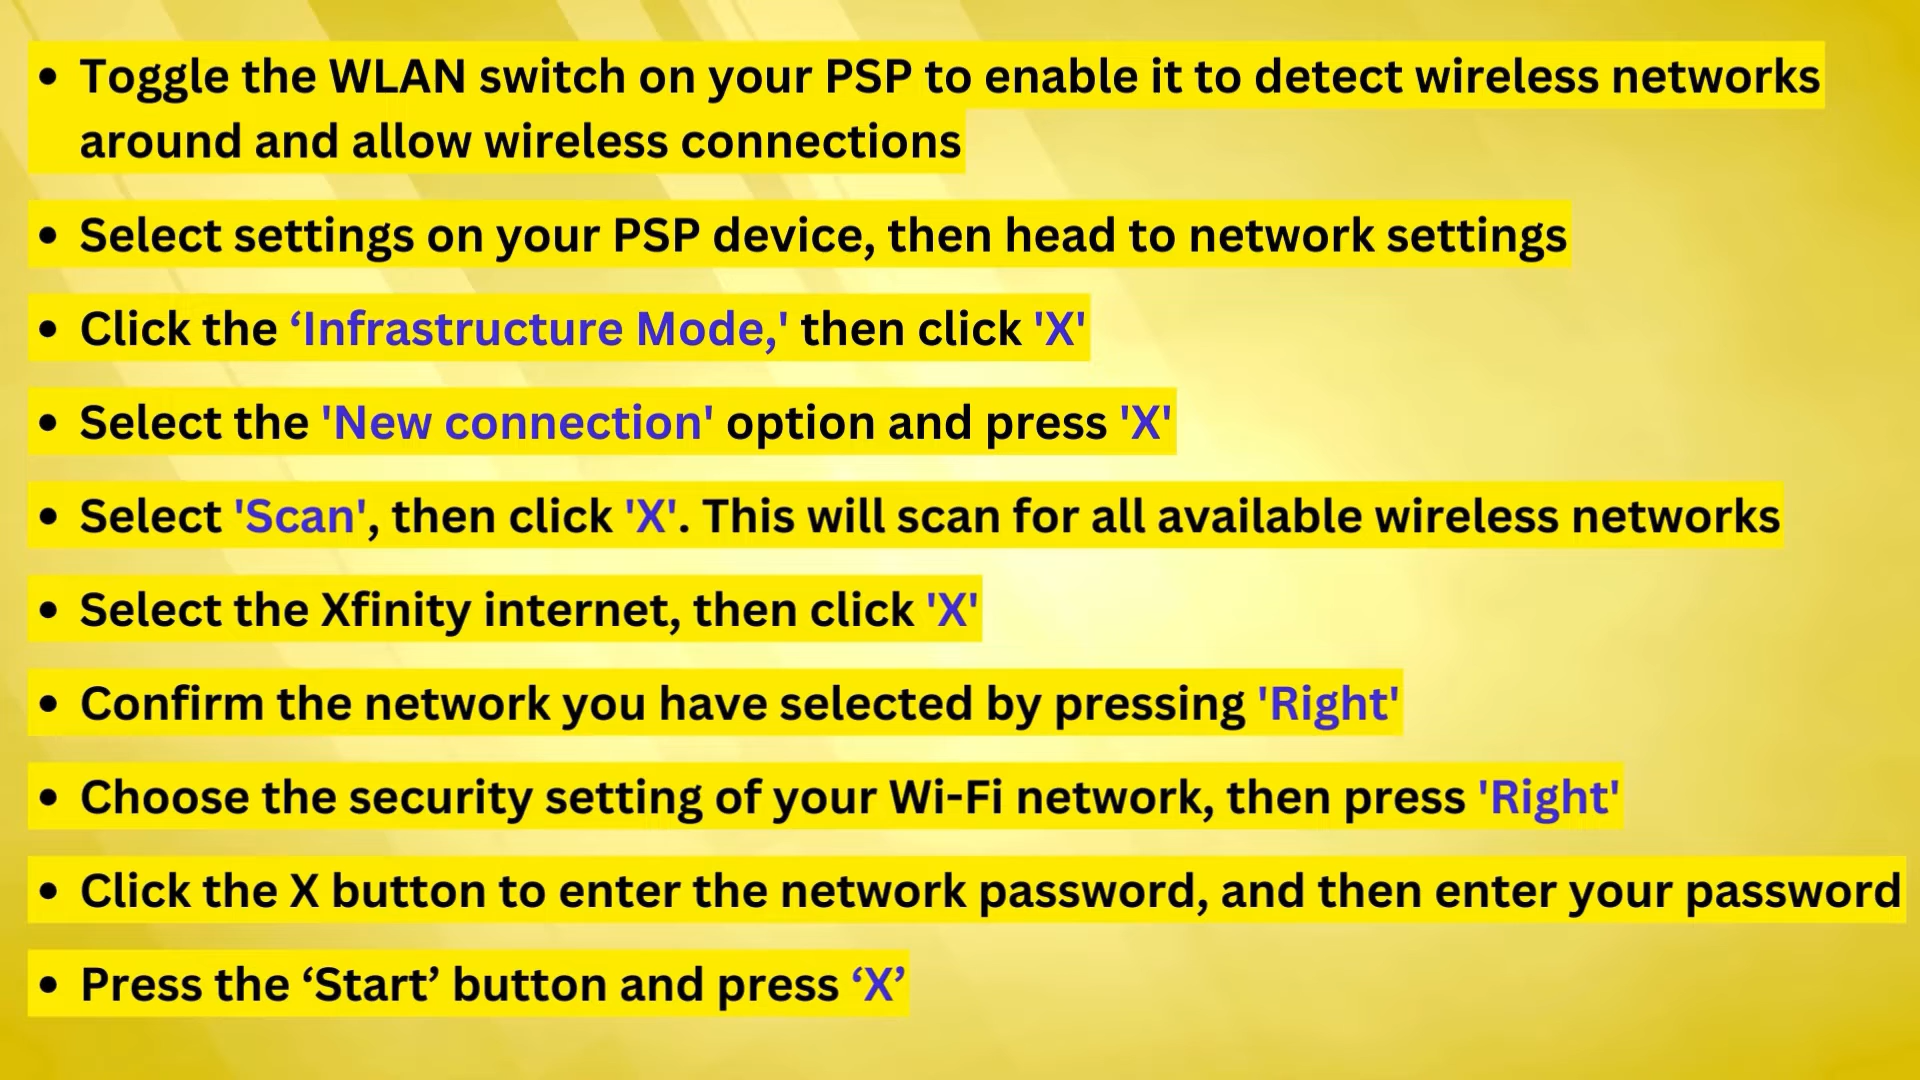 • Toggle the WLAN switch on your PSP to enable it to detect wireless networks
around and allow wireless connections
• Select settings on your PSP device, then head to network settings
• Click the ‘Infrastructure Mode,' then click 'X'
• Select the 'New connection' option and press 'X'
• Select 'Scan', then click 'X'. This will scan for all available wireless networks
• Select the Xfinity internet, then click 'X'
• Confirm the network you have selected by pressing 'Right'
• Choose the security setting of your Wi-Fi network, then press 'Right'
• Click the X button to enter the network password, and then enter your password
• Press the ‘Start’ button and press ‘X’